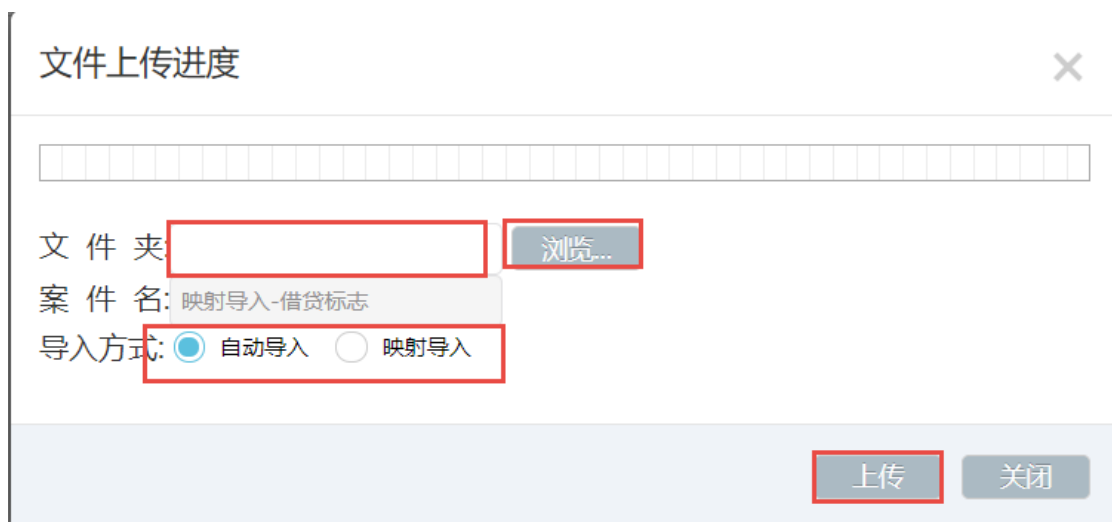 文件上传进度
文 件 夹: 浏览...
案 件 名: 映射导入-借贷标志
导入方式: 自动导入 映射导入
上传 关闭